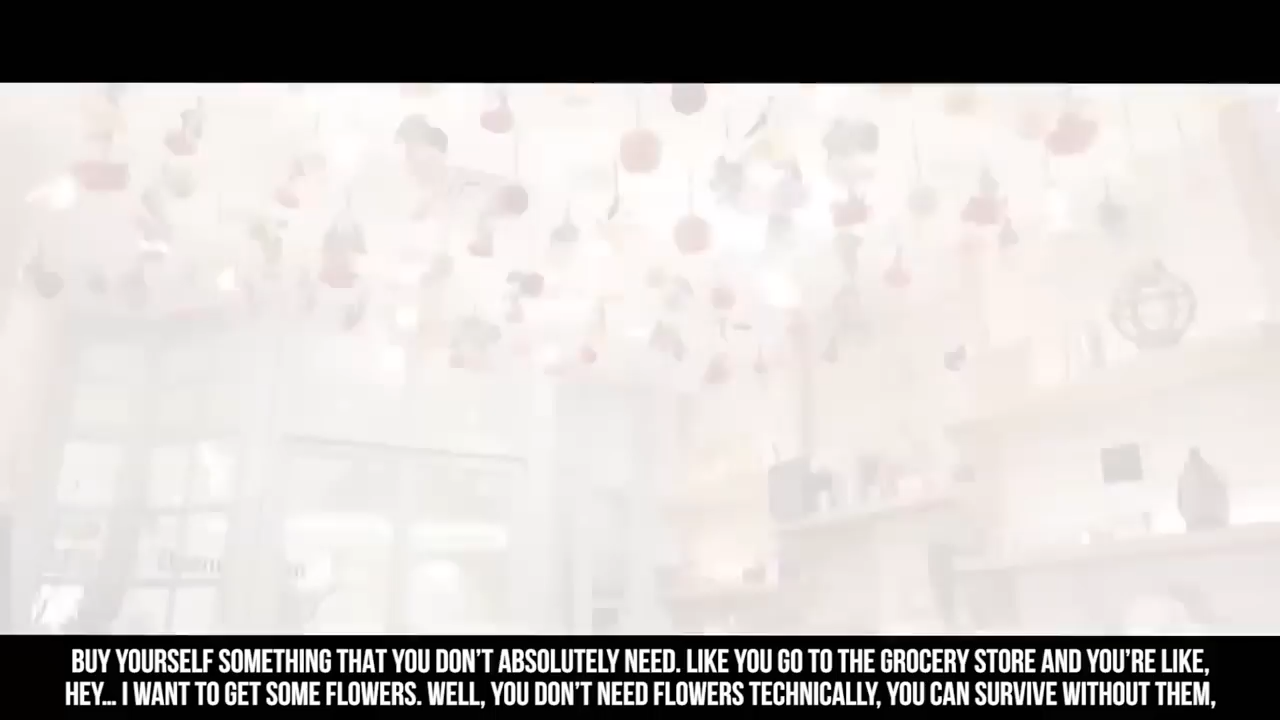 BUY YOURSELF SOMETHING THAT YOU DON'T ABSOLUTELY NEED. LIKE YOU GO TO THE GROCERY STORE AND YOU'RE LIKE,
HEY... I WANT TO GET SOME FLOWERS. WELL, YOU DON'T NEED FLOWERS TECHNICALLY, YOU CAN SURVIVE WITHOUT THEM,